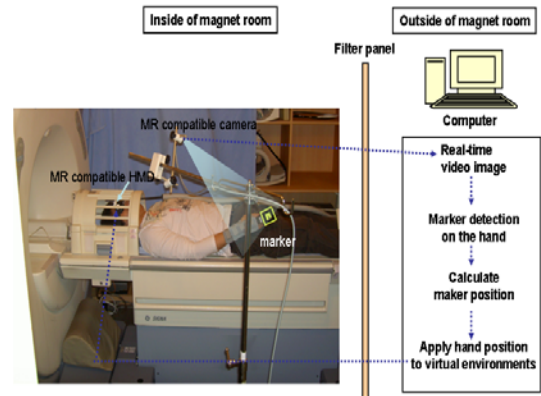 Inside of magnet room
Outside of magnet room
Filter panel
Computer
MR compatible camera
MR compatible HMD
marker
Real-time
video image
Marker detection
on the hand
Calculate
maker position
Apply hand position
to virtual environments